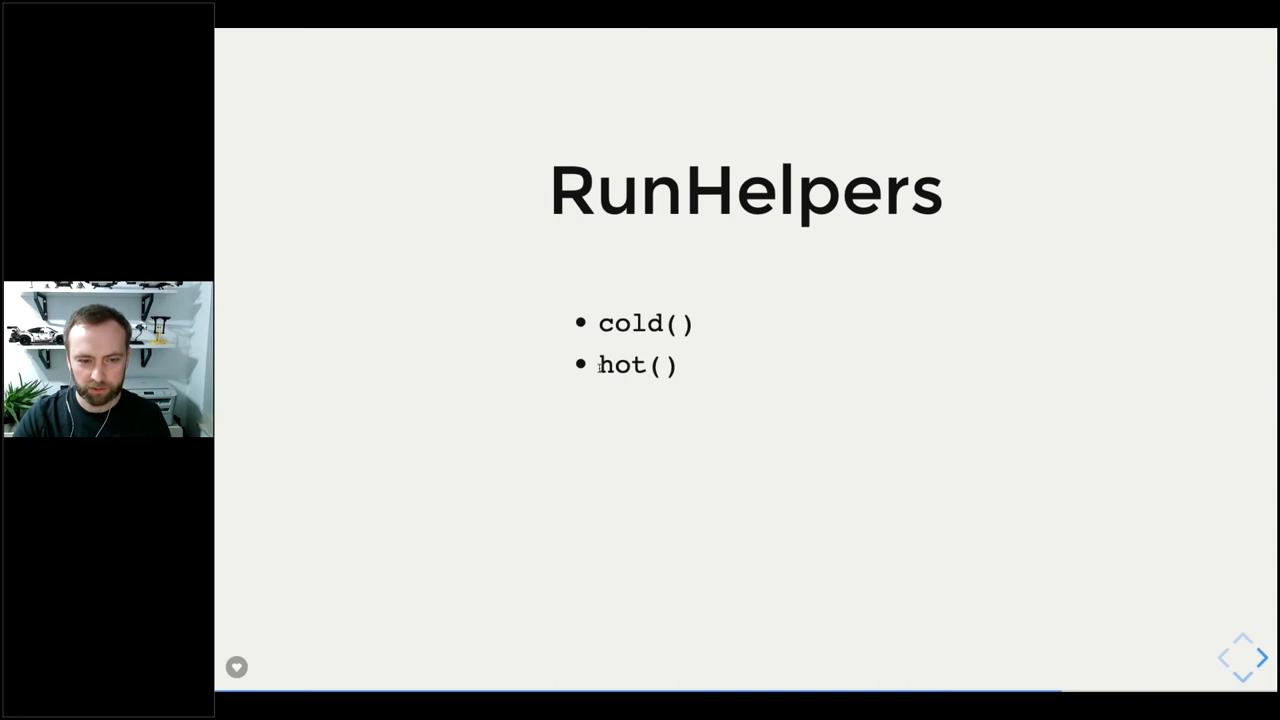 RunHelpers
• cold()
• hot()